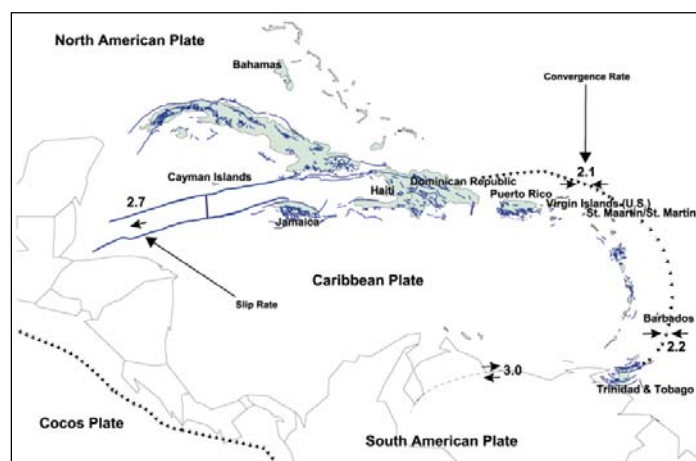 North American Plate
Bahamas
Convergence Rate
2.1
Cayman Islands
2.7
Haiti
Dominican Republic
Puerto Rico
Virgin Islands (U.S.)
St. Maartin/St. Martin
Jamaica
Caribbean Plate
Slip Rate
Barbados
2.2
3.0
Trinidad & Tobago
Cocos Plate
South American Plate